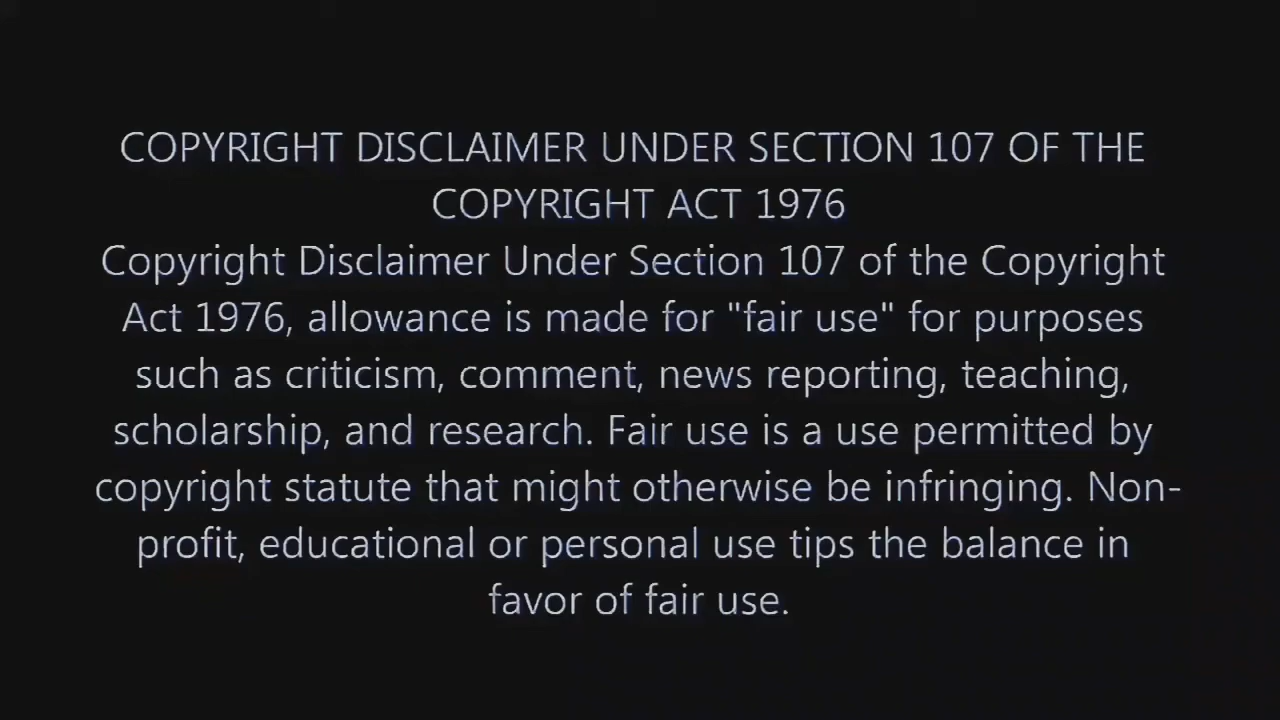 COPYRIGHT DISCLAIMER UNDER SECTION 107 OF THE
COPYRIGHT ACT 1976
Copyright Disclaimer Under Section 107 of the Copyright
Act 1976, allowance is made for "fair use" for purposes
such as criticism, comment, news reporting, teaching,
scholarship, and research. Fair use is a use permitted by
copyright statute that might otherwise be infringing. Non-
profit, educational or personal use tips the balance in
favor of fair use.